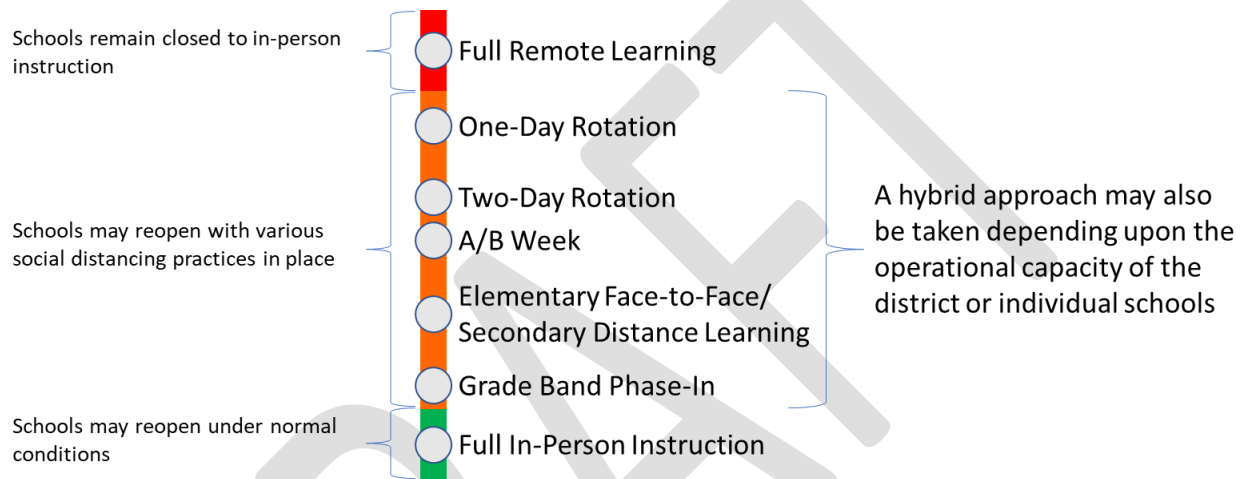 Schools remain closed to in-person
instruction
Full Remote Learning
One-Day Rotation
Two-Day Rotation
Schools may reopen with various
social distancing practices in place
A/B Week
Elementary Face-to-Face/
Secondary Distance Learning
Grade Band Phase-In
A hybrid approach may also
be taken depending upon the
operational capacity of the
district or individual schools
Schools may reopen under normal
conditions
Full In-Person Instruction
DRAFT